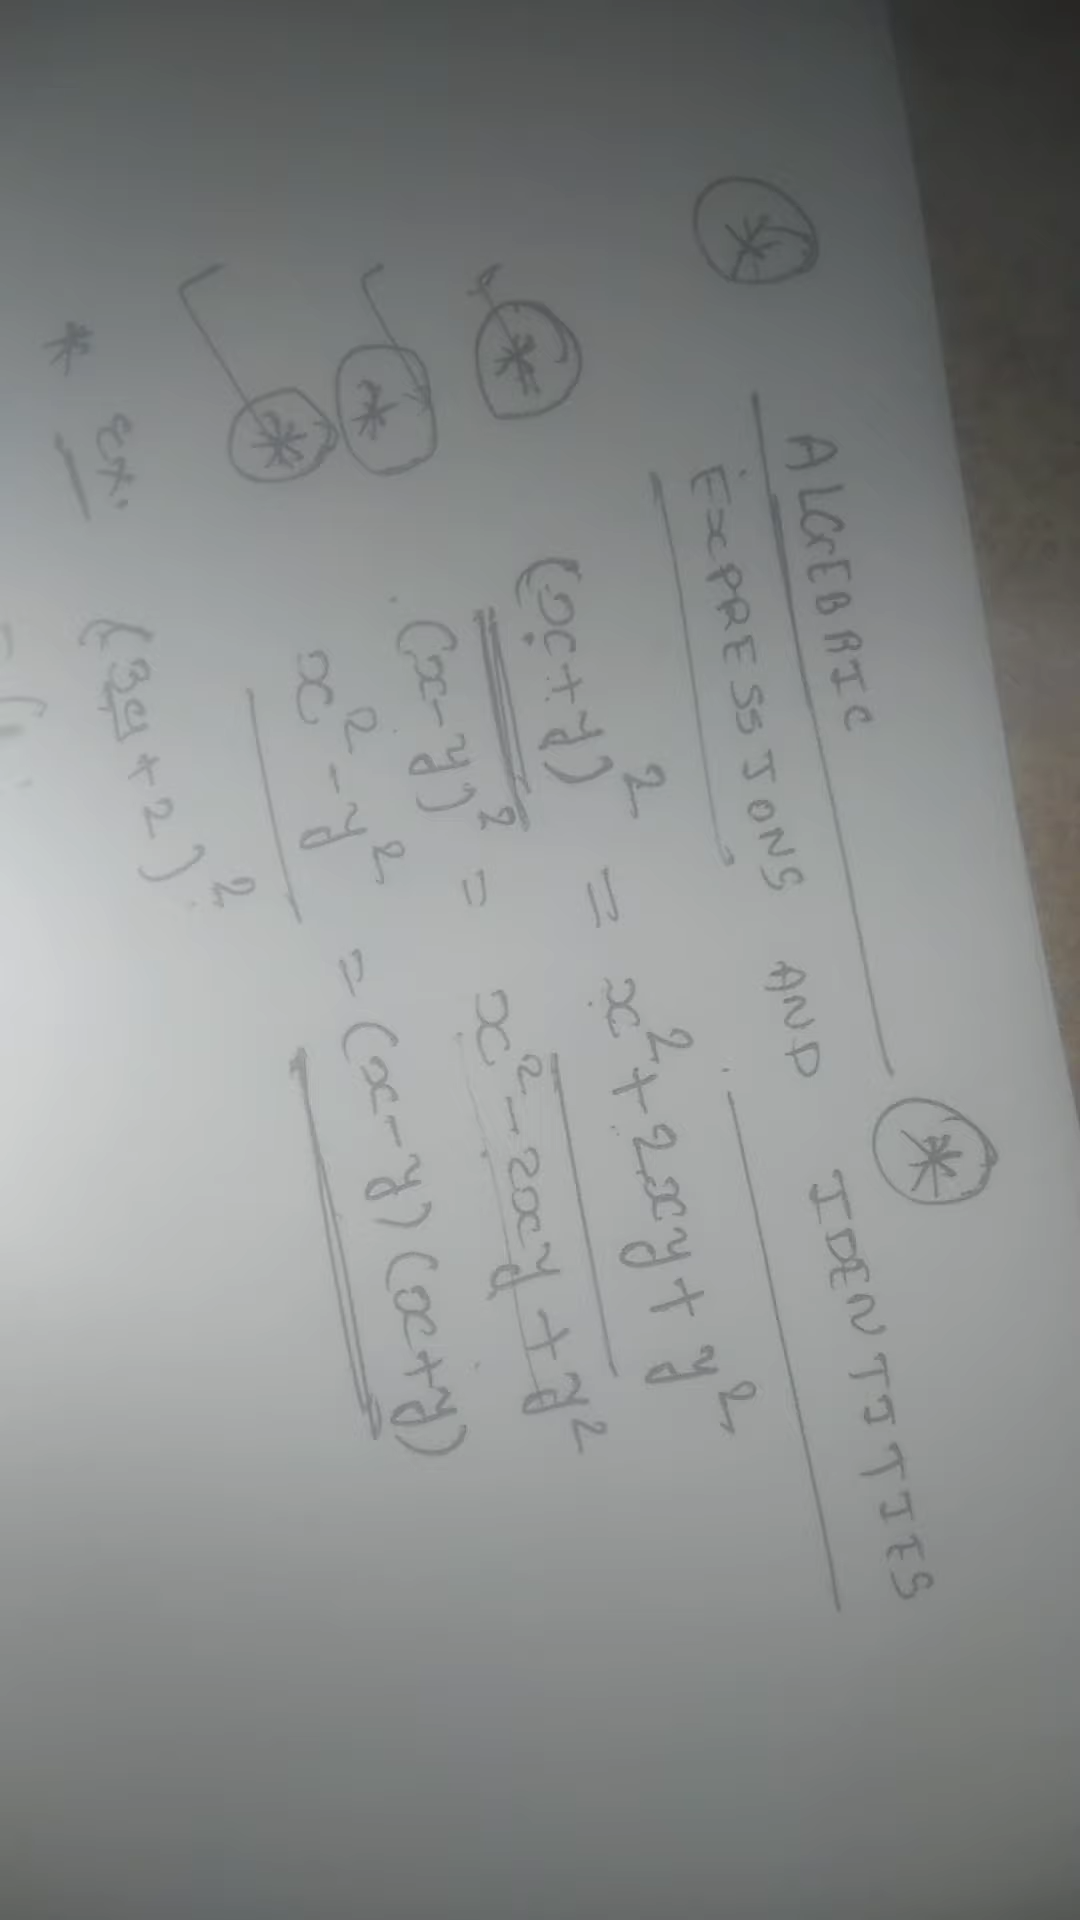 * ALGEBRAIC *
EXPRESSIONS AND IDENTITIES
* (x+y)² = x²+2xy+y²
* (x-y)² = x²-2xy+y²
* x²-y² = (x-y)(x+y)
* Ex. (3y+2)²